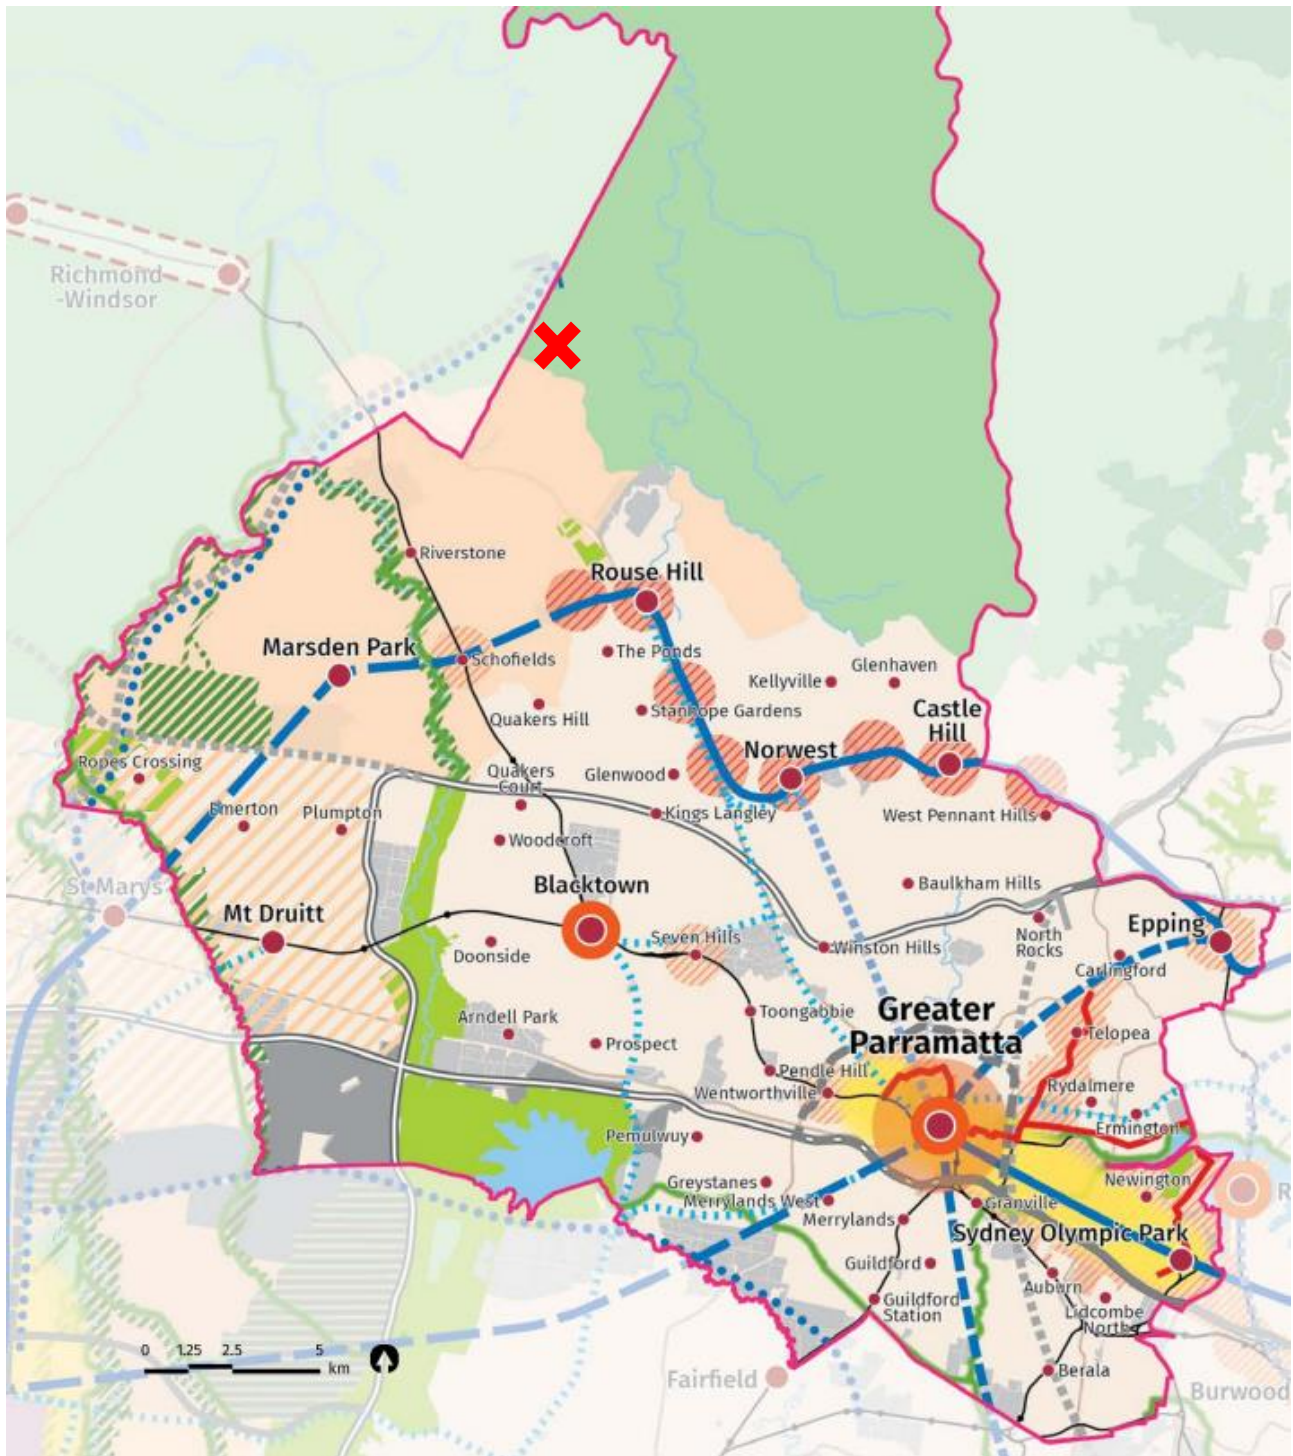 Richmond
-Windsor
Riverstone
Rouse Hill
Marsden Park
Schofields
The Ponds
Glenhaven
Kellyville
Quakers Hill
Stanhope Gardens
Castle
Hill
Norwest
Ropes Crossing
Quakers
Court
Glenwood
Emerton
Plumpton
Kings Langley
West Pennant Hills
Woodcroft
St Marys
Blacktown
Baulkham Hills
Mt Druitt
Seven Hills
Doonside
Winston Hills
North
Rocks
Epping
Carlingford
Arndell Park
Prospect
Toongabbie
Greater
Parramatta
Telopea
Pendle Hill
Wentworthville
Rydalmere
Ermington
Pemulwuy
Greystanes
Merrylands West
Merrylands
Granville
Newington
R
Sydney Olympic Park
Guildford
Auburn
Guildford
Station
Lidcombe
North
0 1.25 2.5 5
km
Fairfield
Berala
Burwood